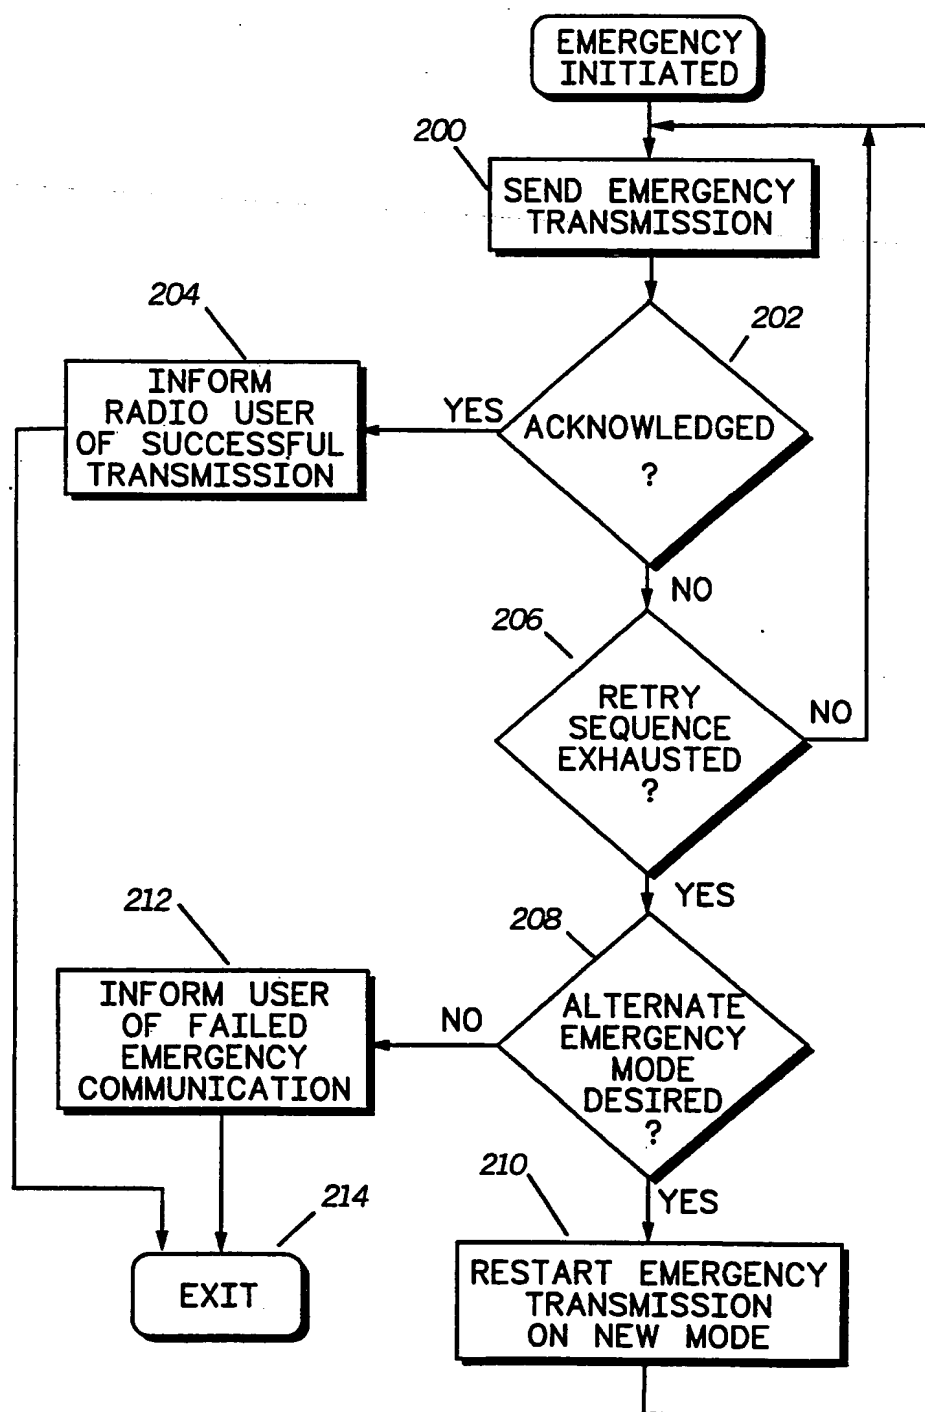 EMERGENCY
INITIATED
200
SEND EMERGENCY
TRANSMISSION
204
202
INFORM
RADIO USER
OF SUCCESSFUL
TRANSMISSION
YES
ACKNOWLEDGED
?
NO
206
RETRY
SEQUENCE
EXHAUSTED
?
NO
YES
212
208
INFORM USER
OF FAILED
EMERGENCY
COMMUNICATION
NO
ALTERNATE
EMERGENCY
MODE
DESIRED
?
210
YES
214
EXIT
RESTART EMERGENCY
TRANSMISSION
ON NEW MODE